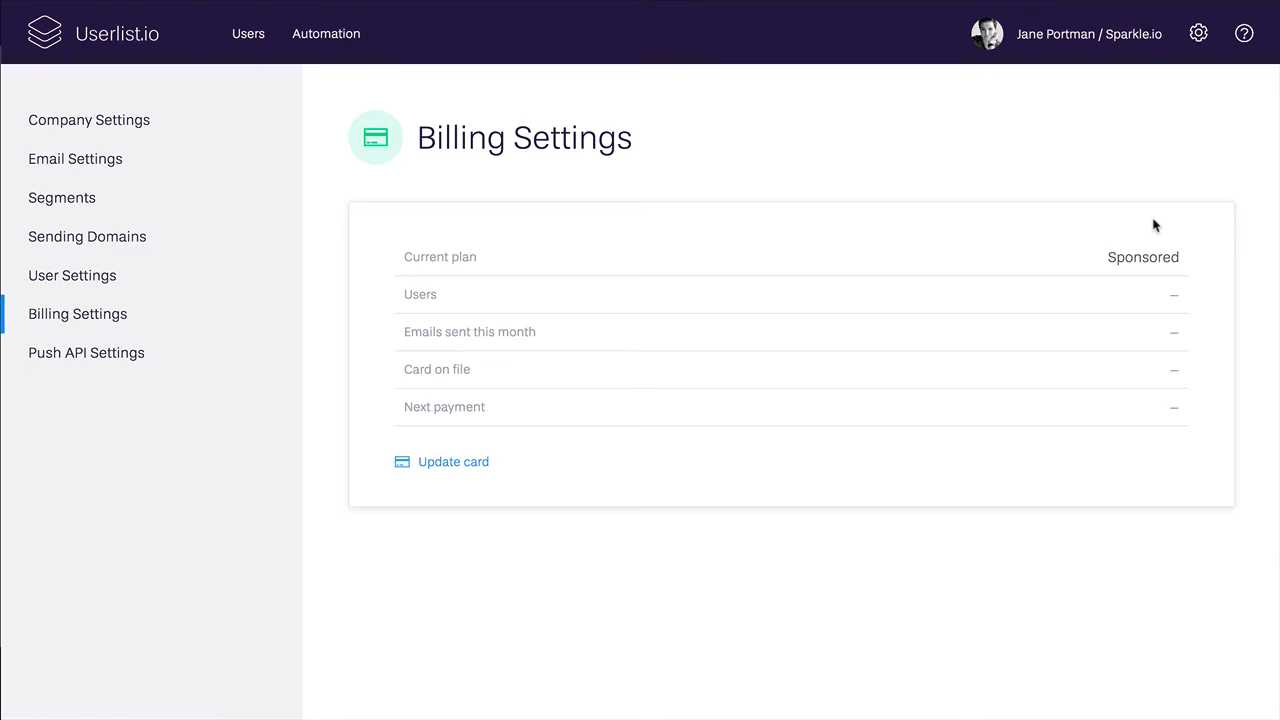 Userlist.io
Users
Automation
Jane Portman / Sparkle.io
Company Settings
Email Settings
Segments
Sending Domains
User Settings
Billing Settings
Push API Settings
Billing Settings
Current plan Sponsored
Users –
Emails sent this month –
Card on file –
Next payment –
Update card